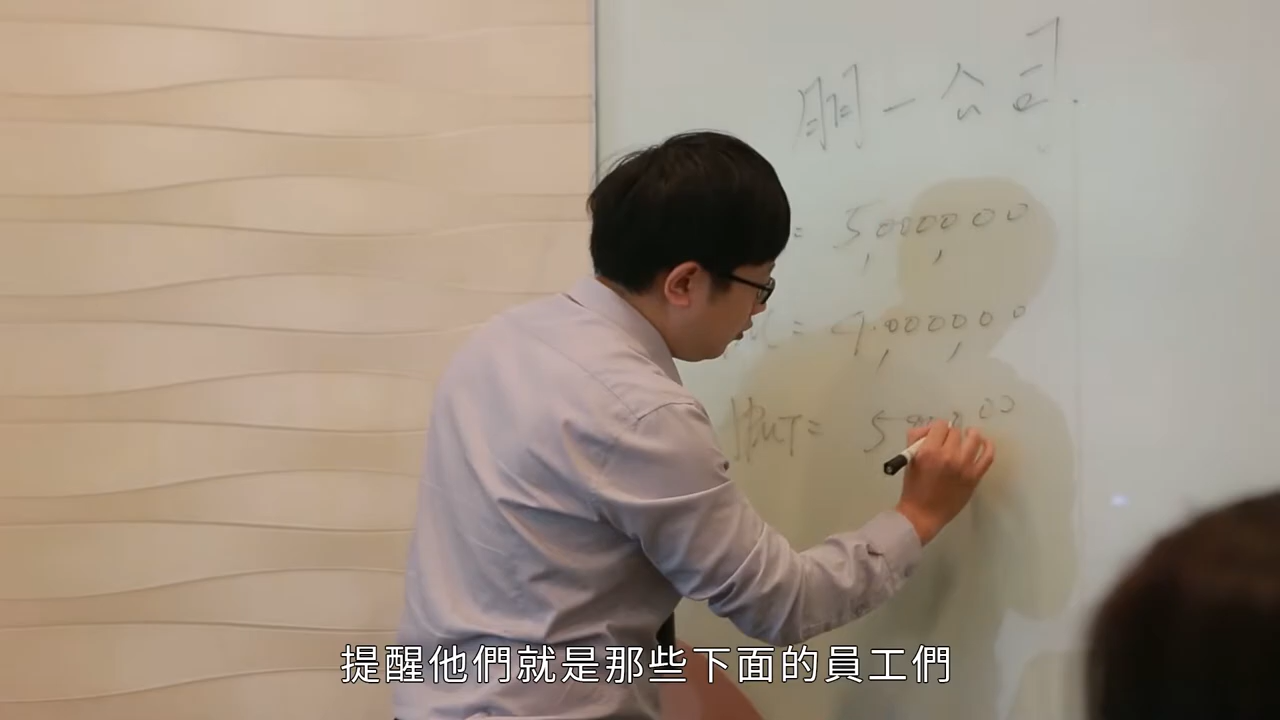 開一公司.
= 5,000,000
= 4,000,000
= 5
提醒他們就是那些下面的員工們